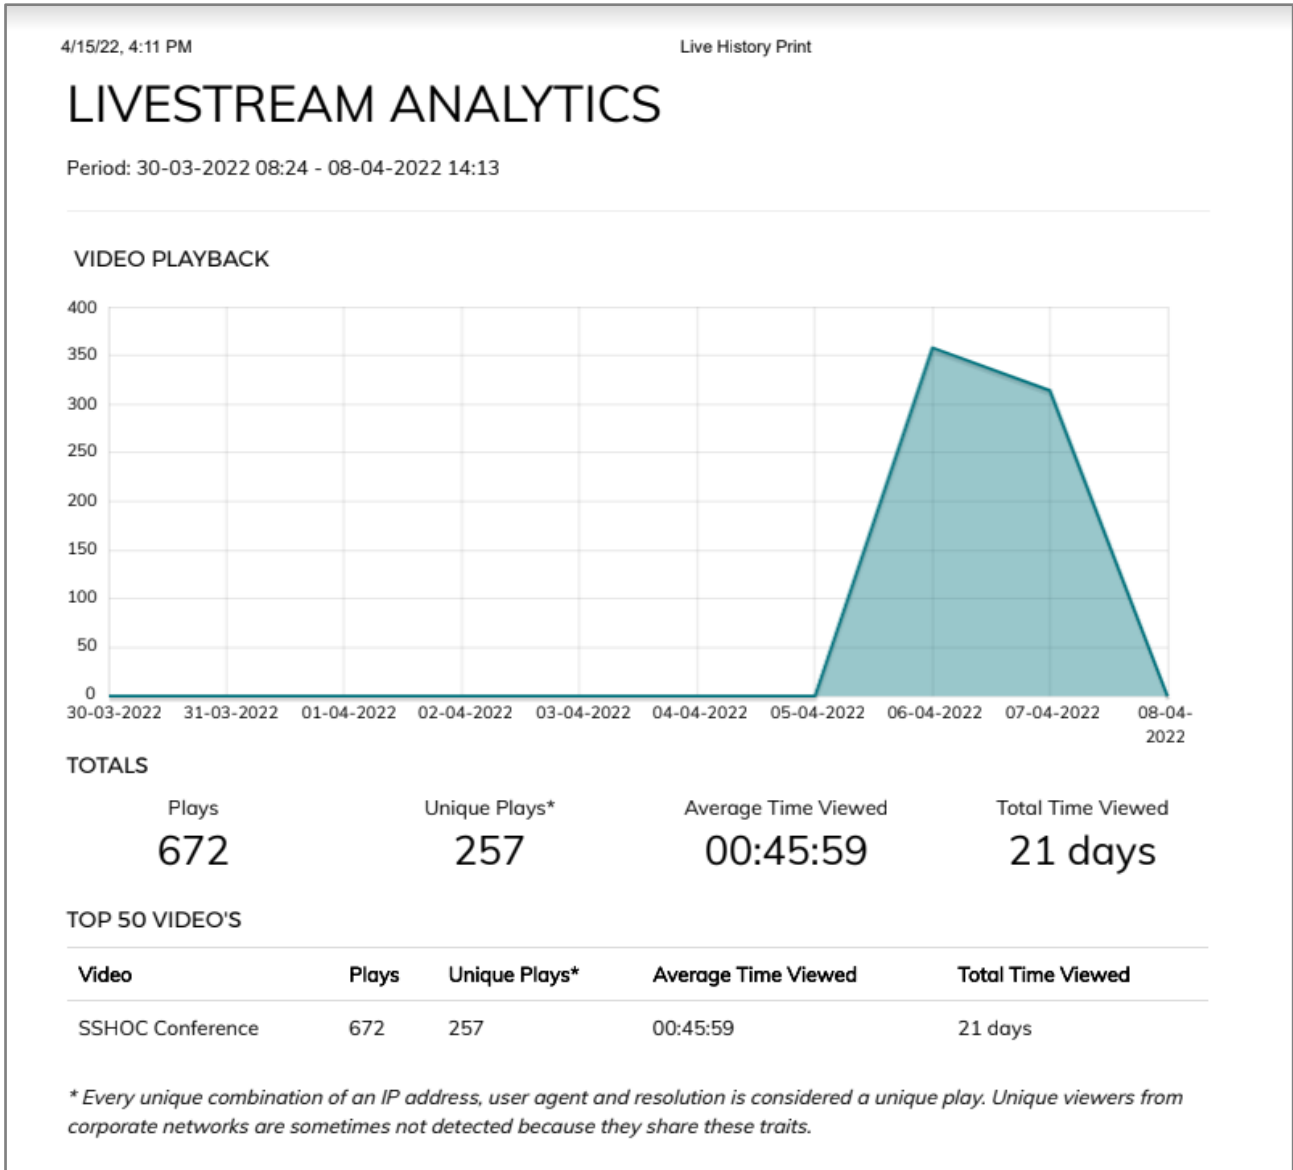 4/15/22, 4:11 PM Live History Print
LIVESTREAM ANALYTICS
Period: 30-03-2022 08:24 - 08-04-2022 14:13
VIDEO PLAYBACK
400
350
300
250
200
150
100
50
0
30-03-2022 31-03-2022 01-04-2022 02-04-2022 03-04-2022 04-04-2022 05-04-2022 06-04-2022 07-04-2022 08-04-
2022
TOTALS
Plays Unique Plays* Average Time Viewed Total Time Viewed
672 257 00:45:59 21 days
TOP 50 VIDEO'S
Video Plays Unique Plays* Average Time Viewed Total Time Viewed
SSHOC Conference 672 257 00:45:59 21 days
* Every unique combination of an IP address, user agent and resolution is considered a unique play. Unique viewers from
corporate networks are sometimes not detected because they share these traits.